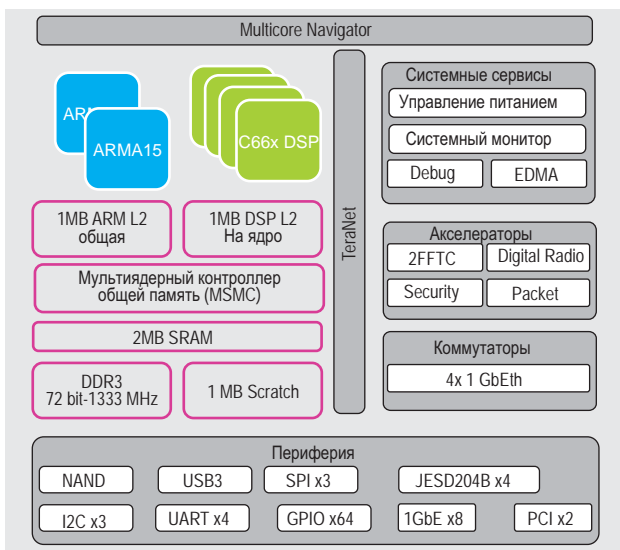 Multicore Navigator
ARM
ARMA15
C66x DSP
1MB ARM L2
общая
1MB DSP L2
На ядро
Мультиядерный контроллер
общей память (MSMC)
2MB SRAM
DDR3
72 bit-1333 MHz
1 MB Scratch
TeraNet
Системные сервисы
Управление питанием
Системный монитор
Debug
EDMA
Акселераторы
2FFTC
Digital Radio
Security
Packet
Коммутаторы
4x 1 GbEth
Периферия
NAND
USB3
SPI x3
JESD204B x4
I2C x3
UART x4
GPIO x64
1GbE x8
PCI x2